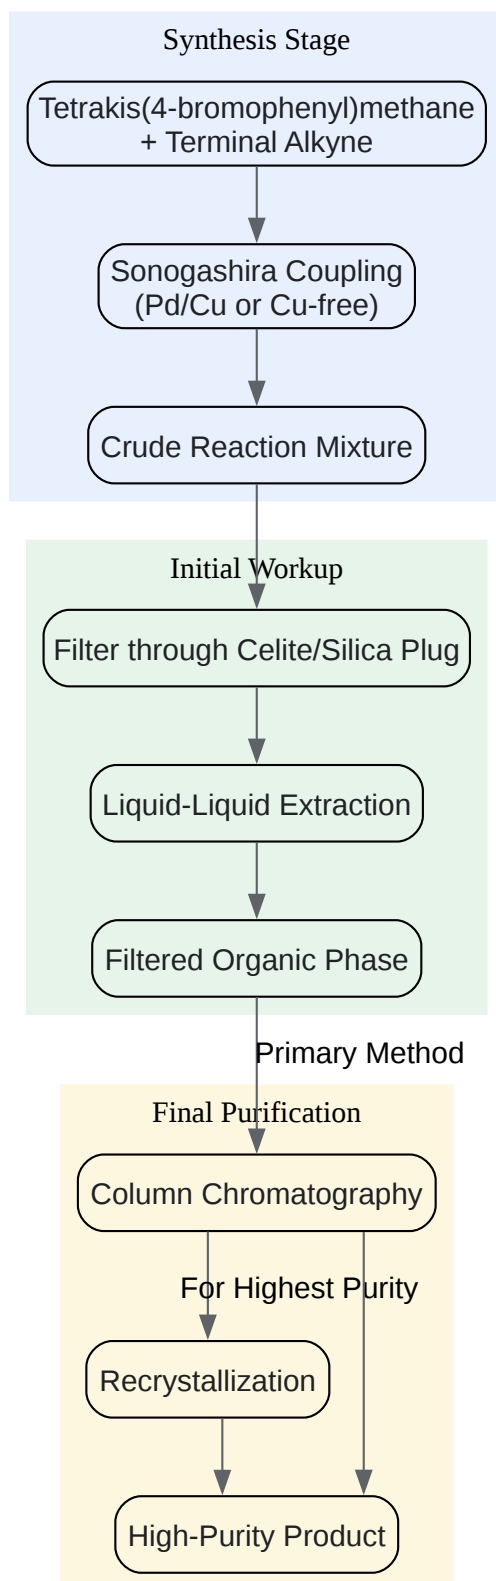 Synthesis Stage
Tetrakis(4-bromophenyl)methane
+ Terminal Alkyne
Sonogashira Coupling
(Pd/Cu or Cu-free)
Crude Reaction Mixture
Initial Workup
Filter through Celite/Silica Plug
Liquid-Liquid Extraction
Filtered Organic Phase
Primary Method
Final Purification
Column Chromatography
For Highest Purity
Recrystallization
High-Purity Product